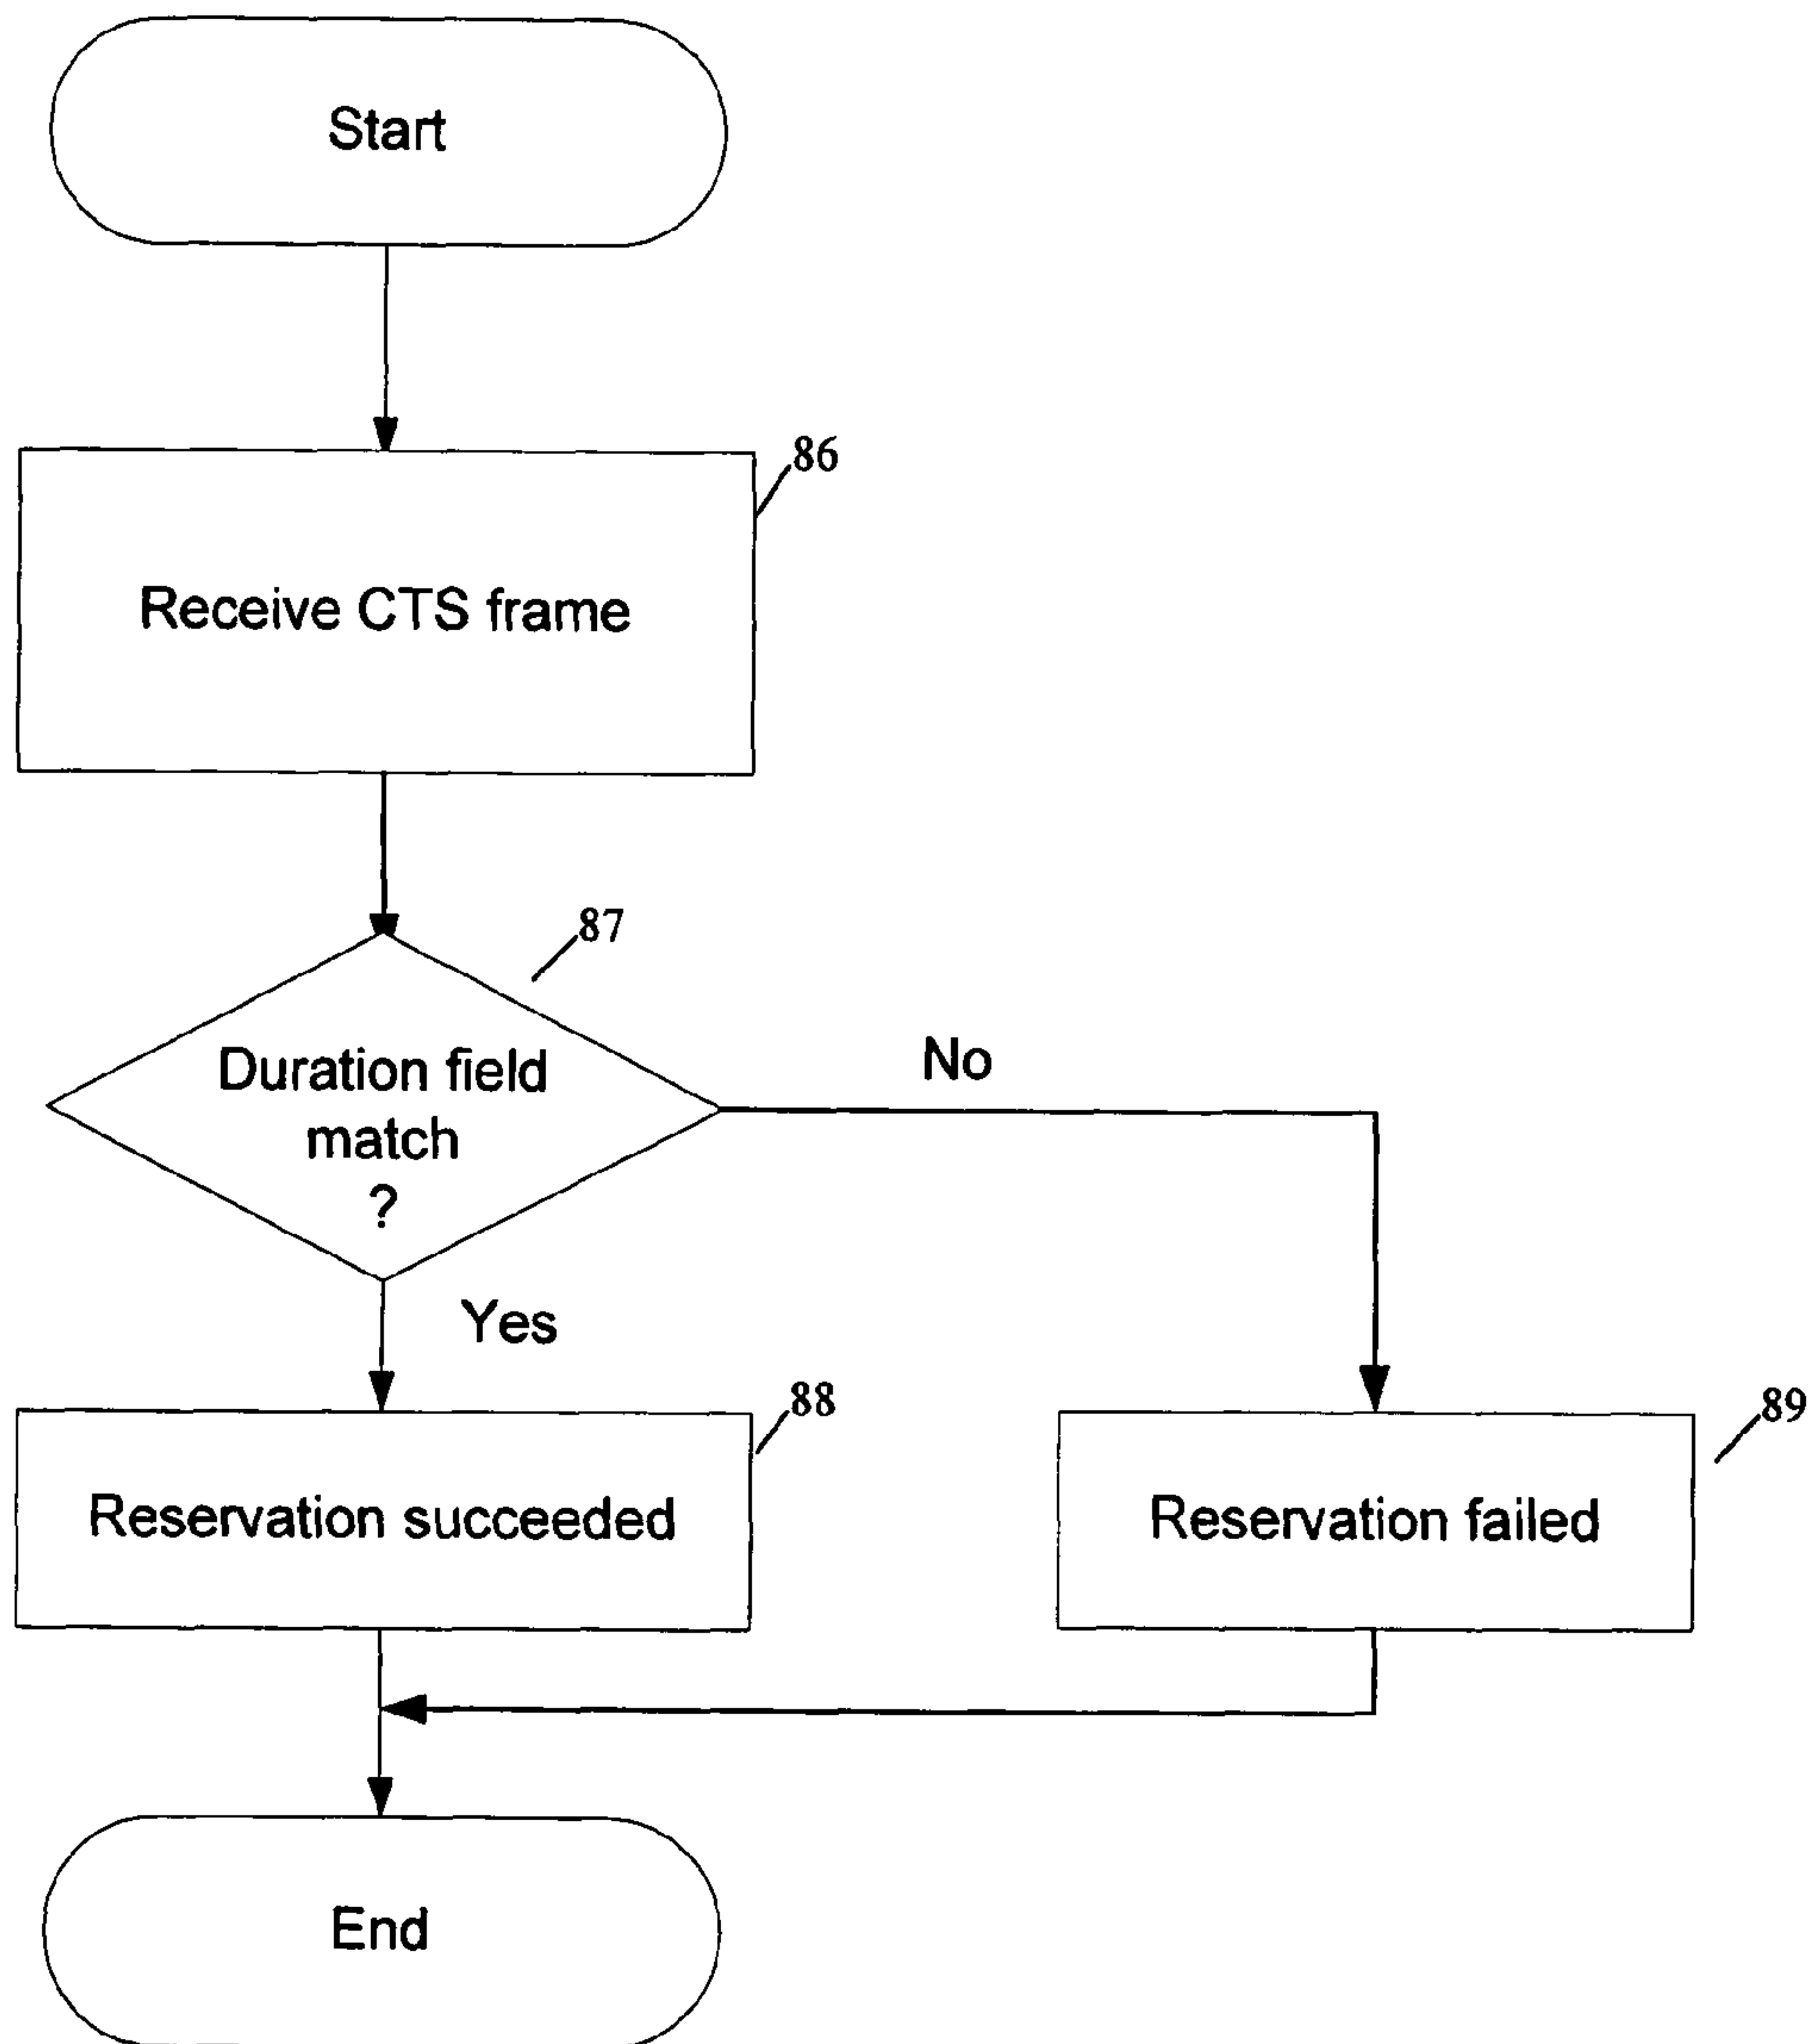 Start
86
Receive CTS frame
87
Duration field
match
?
No
Yes
88
Reservation succeeded
89
Reservation failed
End